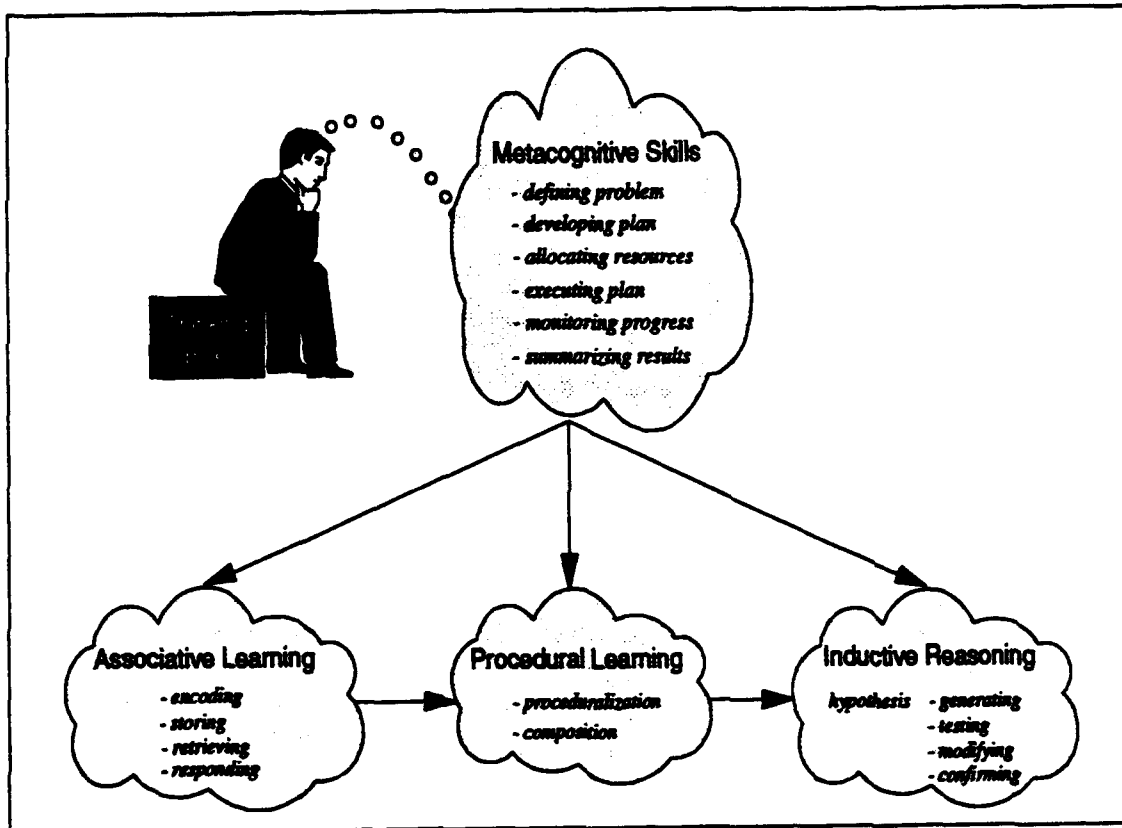 Metacognitive Skills
- defining problem
- developing plan
- allocating resources
- executing plan
- monitoring progress
- summarizing results
Associative Learning
- encoding
- storing
- retrieving
- responding
Procedural Learning
- proceduralization
- composition
Inductive Reasoning
hypothesis - generating
- testing
- modifying
- confirming